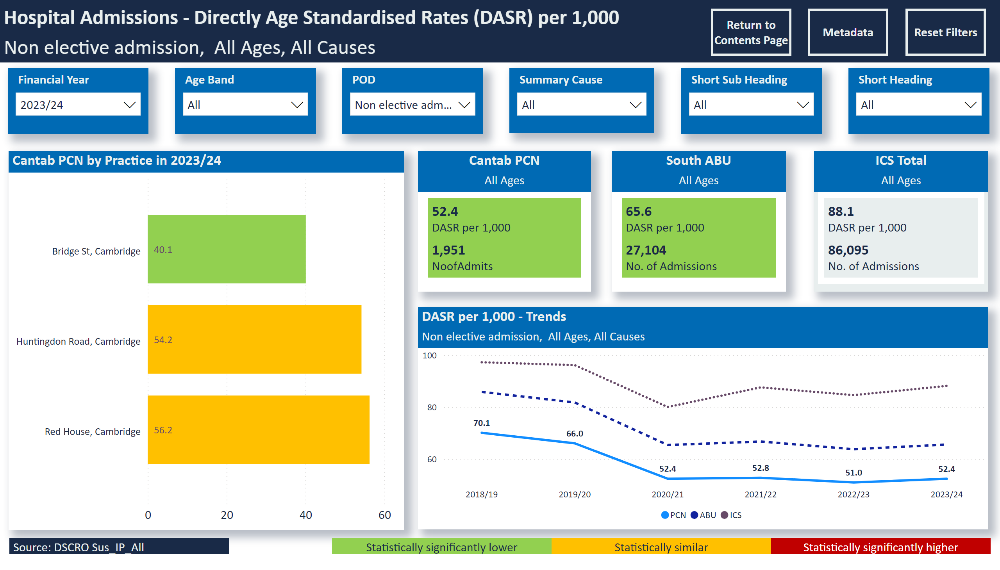 Hospital Admissions - Directly Age Standardised Rates (DASR) per 1,000
Non elective admission,  All Ages, All Causes
Return to
Contents Page
Metadata
Reset Filters
Financial Year
2023/24
Age Band
All
POD
Non elective adm...
Summary Cause
All
Short Sub Heading
All
Short Heading
All
Cantab PCN by Practice in 2023/24
Bridge St, Cambridge
40.1
Huntingdon Road, Cambridge
54.2
Red House, Cambridge
56.2
0
20
40
60
Cantab PCN
All Ages
52.4
DASR per 1,000
1,951
NoofAdmits
South ABU
All Ages
65.6
DASR per 1,000
27,104
No. of Admissions
ICS Total
All Ages
88.1
DASR per 1,000
86,095
No. of Admissions
DASR per 1,000 - Trends
Non elective admission,  All Ages, All Causes
100
80
60
70.1
66.0
52.4
52.8
51.0
52.4
2018/19
2019/20
2020/21
2021/22
2022/23
2023/24
PCN
ABU
ICS
Source: DSCRO Sus_IP_All
Statistically significantly lower
Statistically similar
Statistically significantly higher